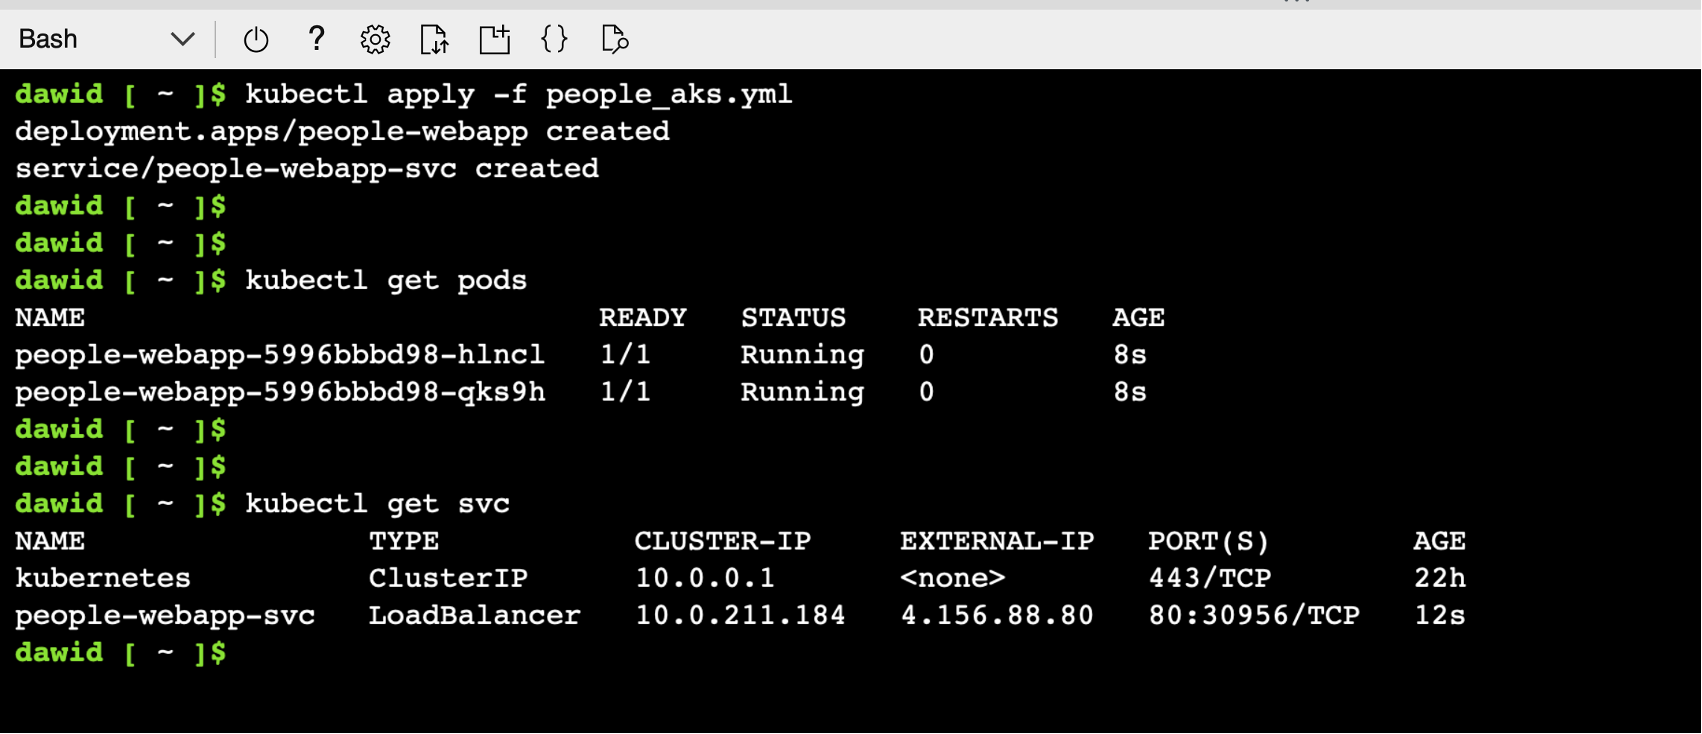 Bash
dawid [ ~ ]$ kubectl apply -f people_aks.yml
deployment.apps/people-webapp created
service/people-webapp-svc created
dawid [ ~ ]$
dawid [ ~ ]$
dawid [ ~ ]$ kubectl get pods
NAME READY STATUS RESTARTS AGE
people-webapp-5996bbbd98-hlncl 1/1 Running 0 8s
people-webapp-5996bbbd98-qks9h 1/1 Running 0 8s
dawid [ ~ ]$
dawid [ ~ ]$
dawid [ ~ ]$ kubectl get svc
NAME TYPE CLUSTER-IP EXTERNAL-IP PORT(S) AGE
kubernetes ClusterIP 10.0.0.1 <none> 443/TCP 22h
people-webapp-svc LoadBalancer 10.0.211.184 4.156.88.80 80:30956/TCP 12s
dawid [ ~ ]$